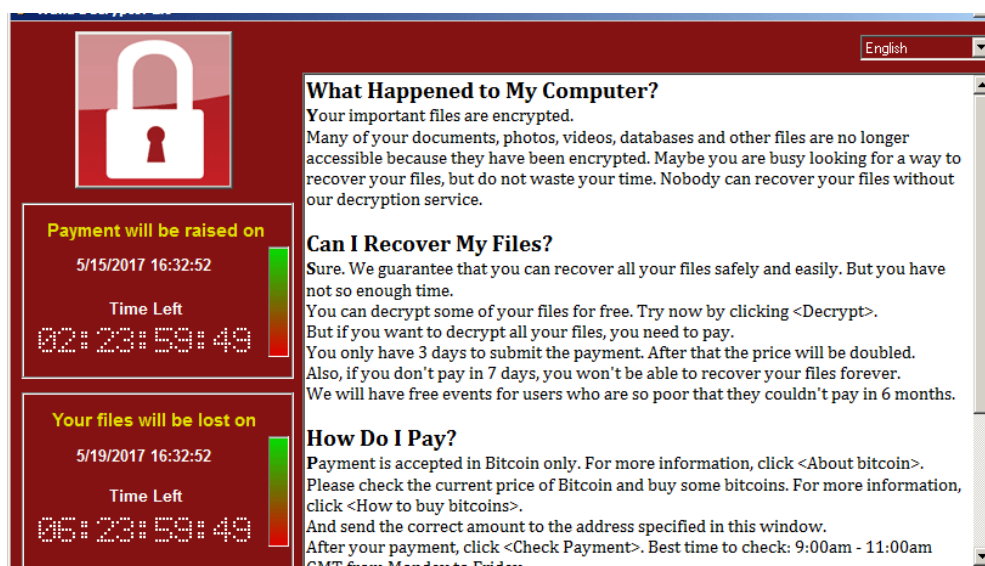 English
What Happened to My Computer?
Your important files are encrypted.
Many of your documents, photos, videos, databases and other files are no longer
accessible because they have been encrypted. Maybe you are busy looking for a way to
recover your files, but do not waste your time. Nobody can recover your files without
our decryption service.
Payment will be raised on
5/15/2017 16:32:52
Time Left
02:23:59:49
Can I Recover My Files?
Sure. We guarantee that you can recover all your files safely and easily. But you have
not so enough time.
You can decrypt some of your files for free. Try now by clicking <Decrypt>.
But if you want to decrypt all your files, you need to pay.
You only have 3 days to submit the payment. After that the price will be doubled.
Also, if you don't pay in 7 days, you won't be able to recover your files forever.
We will have free events for users who are so poor that they couldn't pay in 6 months.
Your files will be lost on
5/19/2017 16:32:52
Time Left
06:23:59:49
How Do I Pay?
Payment is accepted in Bitcoin only. For more information, click <About bitcoin>.
Please check the current price of Bitcoin and buy some bitcoins. For more information,
click <How to buy bitcoins>.
And send the correct amount to the address specified in this window.
After your payment, click <Check Payment>. Best time to check: 9:00am - 11:00am
GMT from Monday to Friday